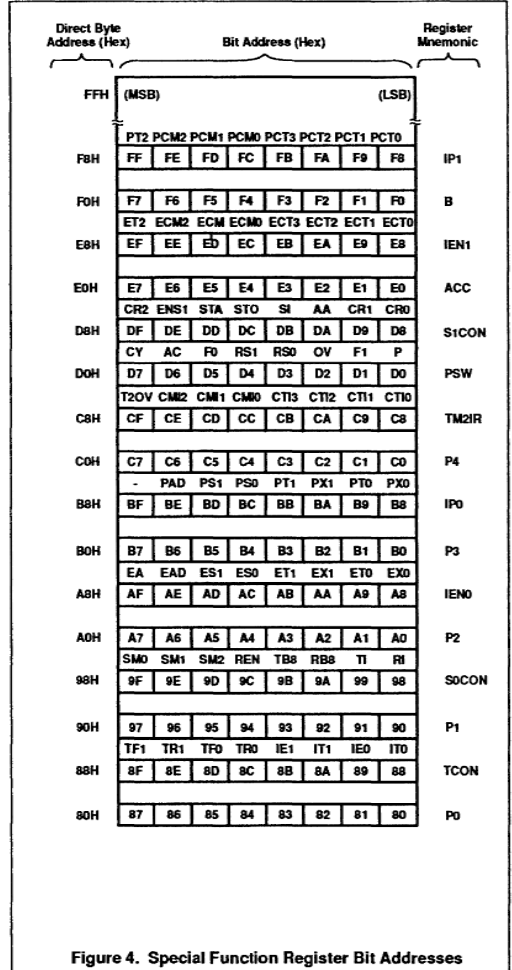 Direct Byte Address (Hex) Bit Address (Hex) Register Mnemonic
FFH (MSB) (LSB)
PT2 PCM2 PCM1 PCM0 PCT3 PCT2 PCT1 PCT0
F8H FF FE FD FC FB FA F9 F8 IP1
F0H F7 F6 F5 F4 F3 F2 F1 F0 B
ET2 ECM2 ECM ECM0 ECT3 ECT2 ECT1 ECT0
E8H EF EE ED EC EB EA E9 E8 IEN1
E0H E7 E6 E5 E4 E3 E2 E1 E0 ACC
CR2 ENS1 STA STO SI AA CR1 CR0
D8H DF DE DD DC DB DA D9 D8 S1CON
CY AC F0 RS1 RS0 OV F1 P
D0H D7 D6 D5 D4 D3 D2 D1 D0 PSW
T2OV CMI2 CMI1 CMI0 CTI3 CTI2 CTI1 CTI0
C8H CF CE CD CC CB CA C9 C8 TM2IR
C0H C7 C6 C5 C4 C3 C2 C1 C0 P4
- PAD PS1 PS0 PT1 PX1 PT0 PX0
B8H BF BE BD BC BB BA B9 B8 IP0
B0H B7 B6 B5 B4 B3 B2 B1 B0 P3
EA EAD ES1 ES0 ET1 EX1 ET0 EX0
A8H AF AE AD AC AB AA A9 A8 IEN0
A0H A7 A6 A5 A4 A3 A2 A1 A0 P2
SM0 SM1 SM2 REN TB8 RB8 TI RI
98H 9F 9E 9D 9C 9B 9A 99 98 S0CON
90H 97 96 95 94 93 92 91 90 P1
TF1 TR1 TF0 TR0 IE1 IT1 IE0 IT0
88H 8F 8E 8D 8C 8B 8A 89 88 TCON
80H 87 86 85 84 83 82 81 80 P0
Figure 4. Special Function Register Bit Addresses